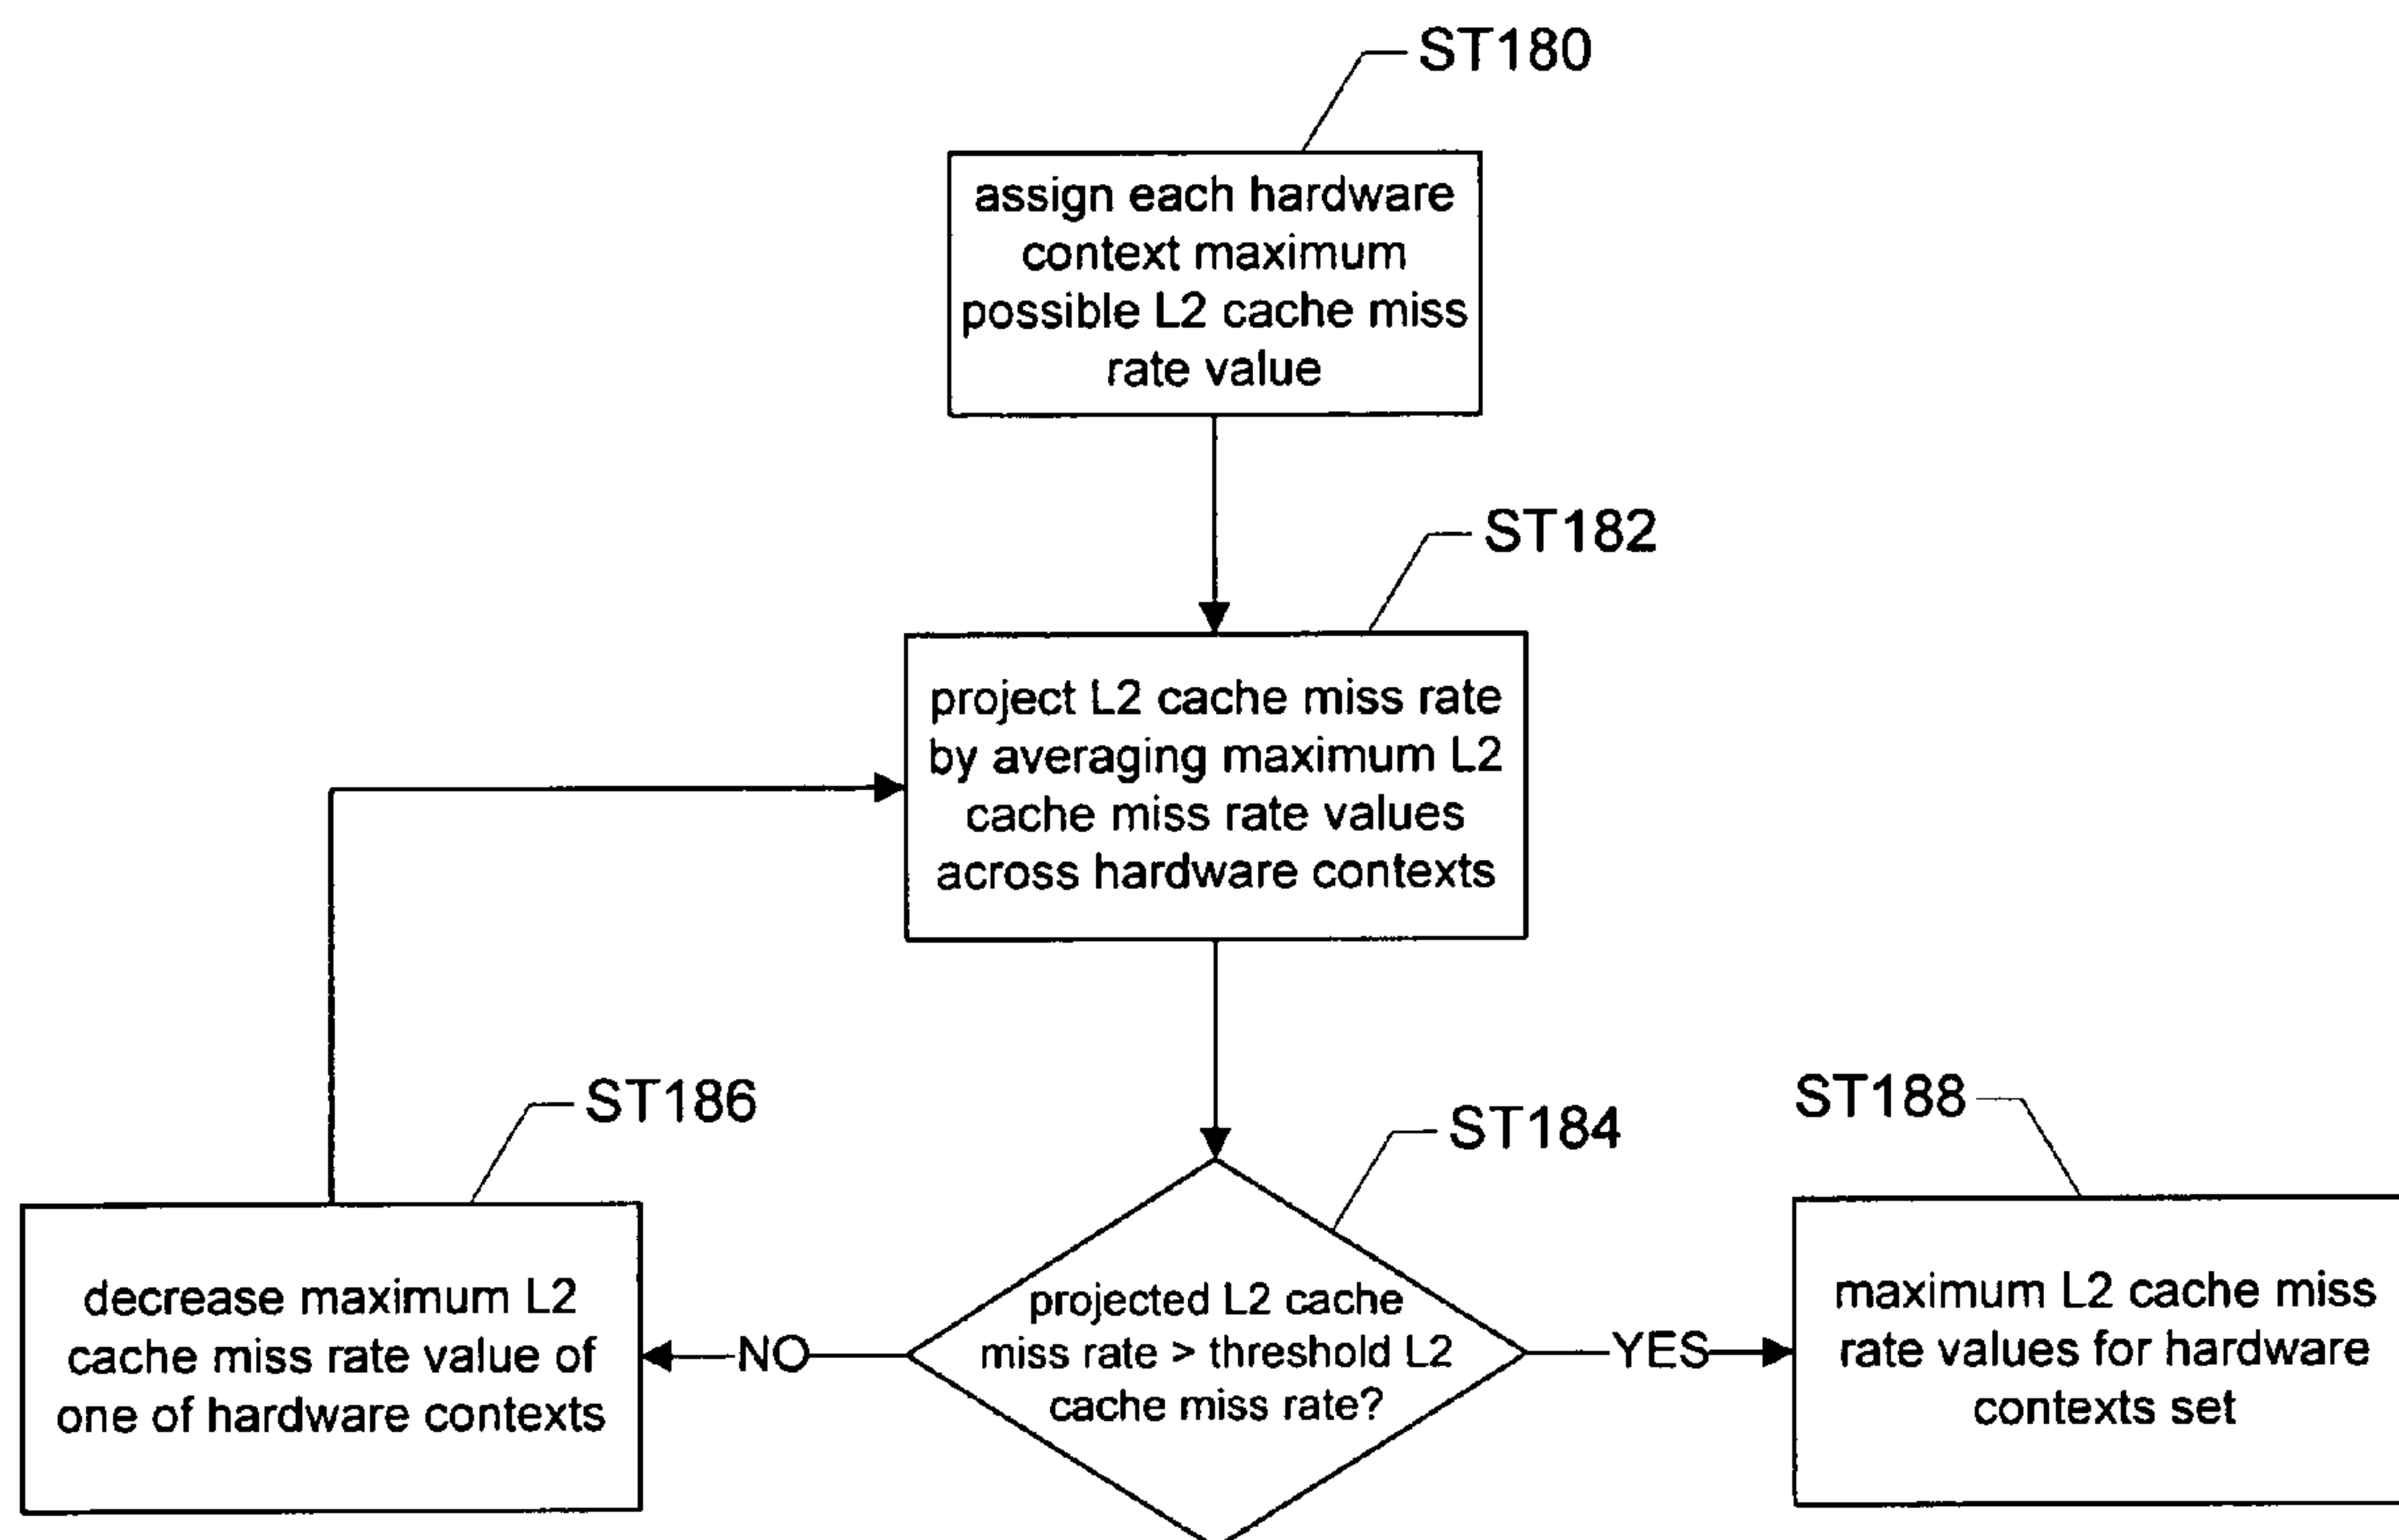 ST180
assign each hardware
context maximum
possible L2 cache miss
rate value
ST182
project L2 cache miss rate
by averaging maximum L2
cache miss rate values
across hardware contexts
ST186
decrease maximum L2
cache miss rate value of
one of hardware contexts
NO
ST184
projected L2 cache
miss rate > threshold L2
cache miss rate?
YES
ST188
maximum L2 cache miss
rate values for hardware
contexts set